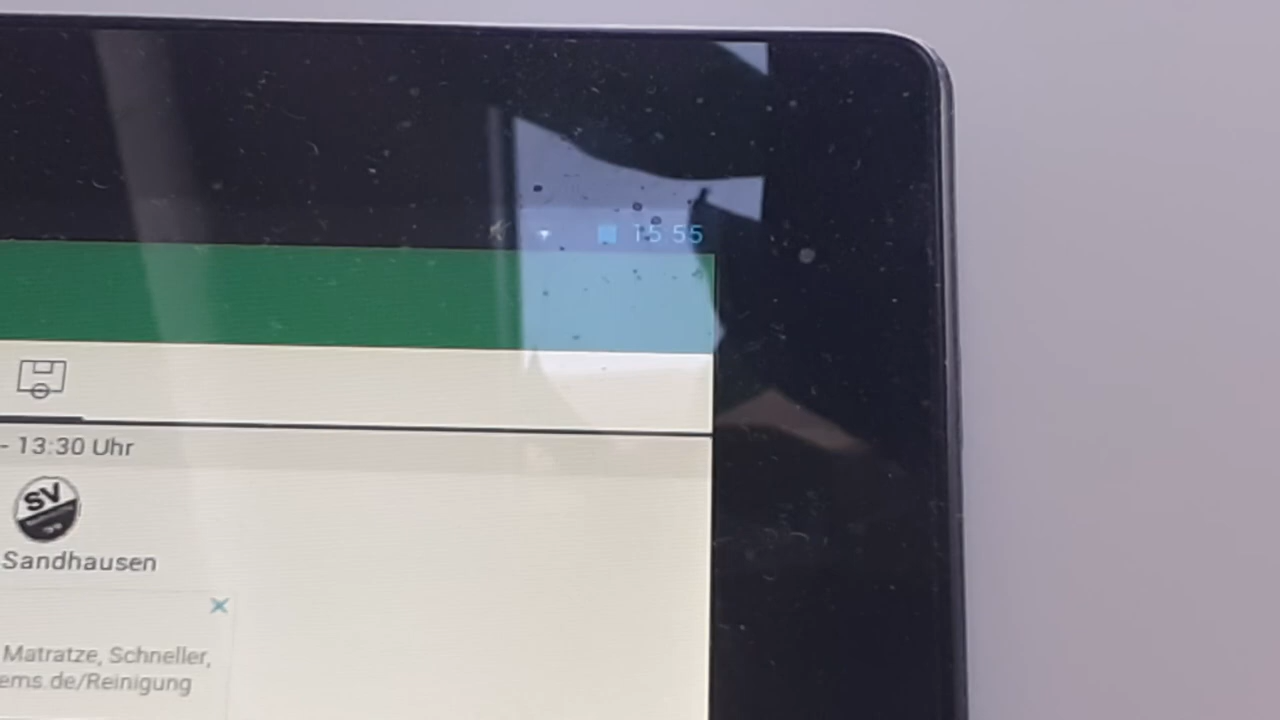 15:55
- 13:30 Uhr
SV
Sandhausen
Matratze, Schneller,
ems.de/Reinigung